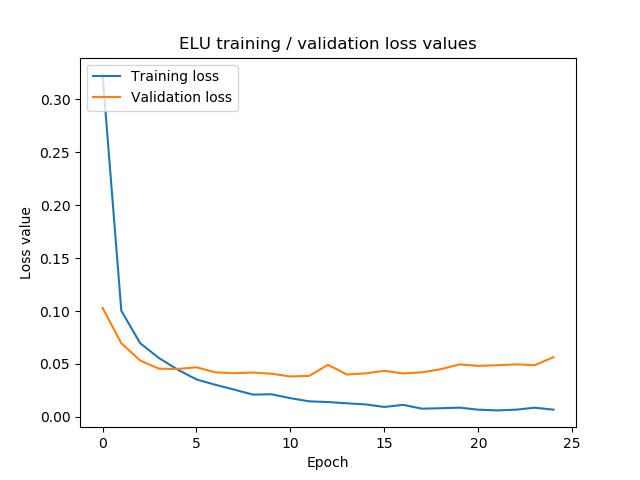 ELU training / validation loss values
Training loss
Validation loss
0.30
0.25
0.20
0.15
0.10
0.05
0.00
Loss value
0 5 10 15 20 25
Epoch